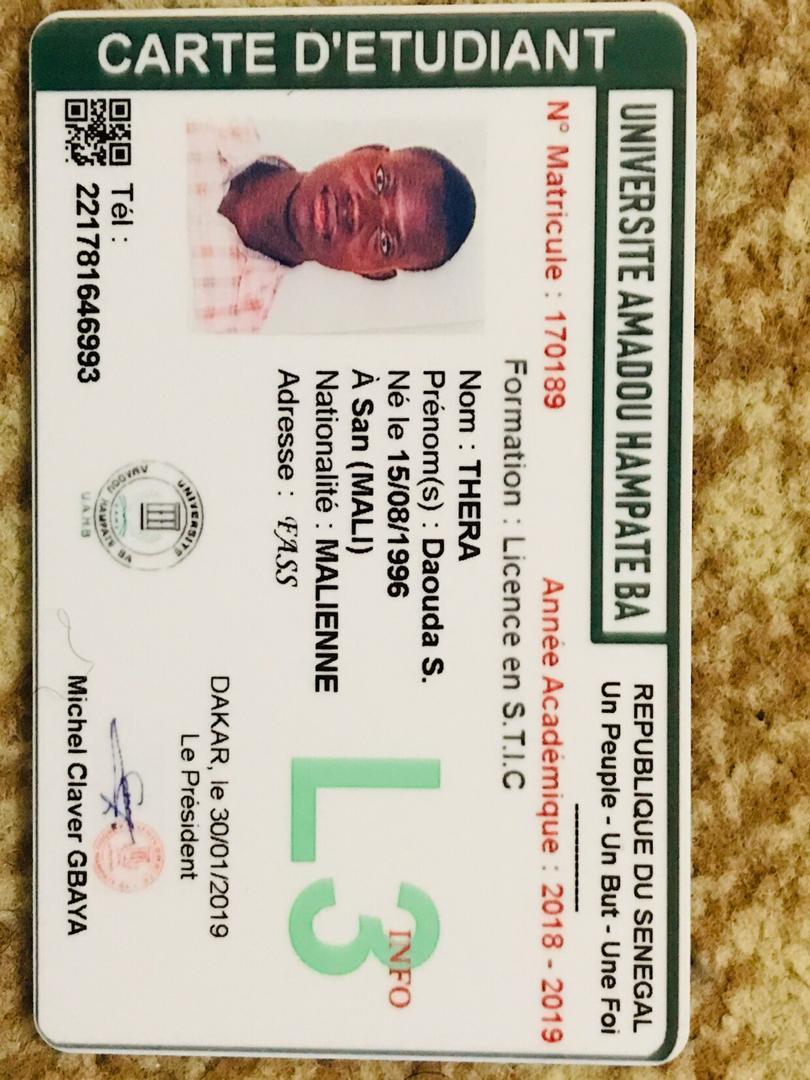 CARTE D'ETUDIANT
UNIVERSITE AMADOU HAMPATE BA
REPUBLIQUE DU SENEGAL
Un Peuple - Un But - Une Foi
N° Matricule : 170189
Année Académique : 2018 - 2019
Formation : Licence en S.T.I.C
Nom : THERA
Prénom(s) : Daouda S.
Né le 15/08/1996
À San (MALI)
Nationalité : MALIENNE
Adresse : FASS
L3
INFO
DAKAR, le 30/01/2019
Le Président
Michel Claver GBAYA
Tél :
221781646993
UNIVERSITE
AMADOU
HAMPATE BA
U.A.H.B